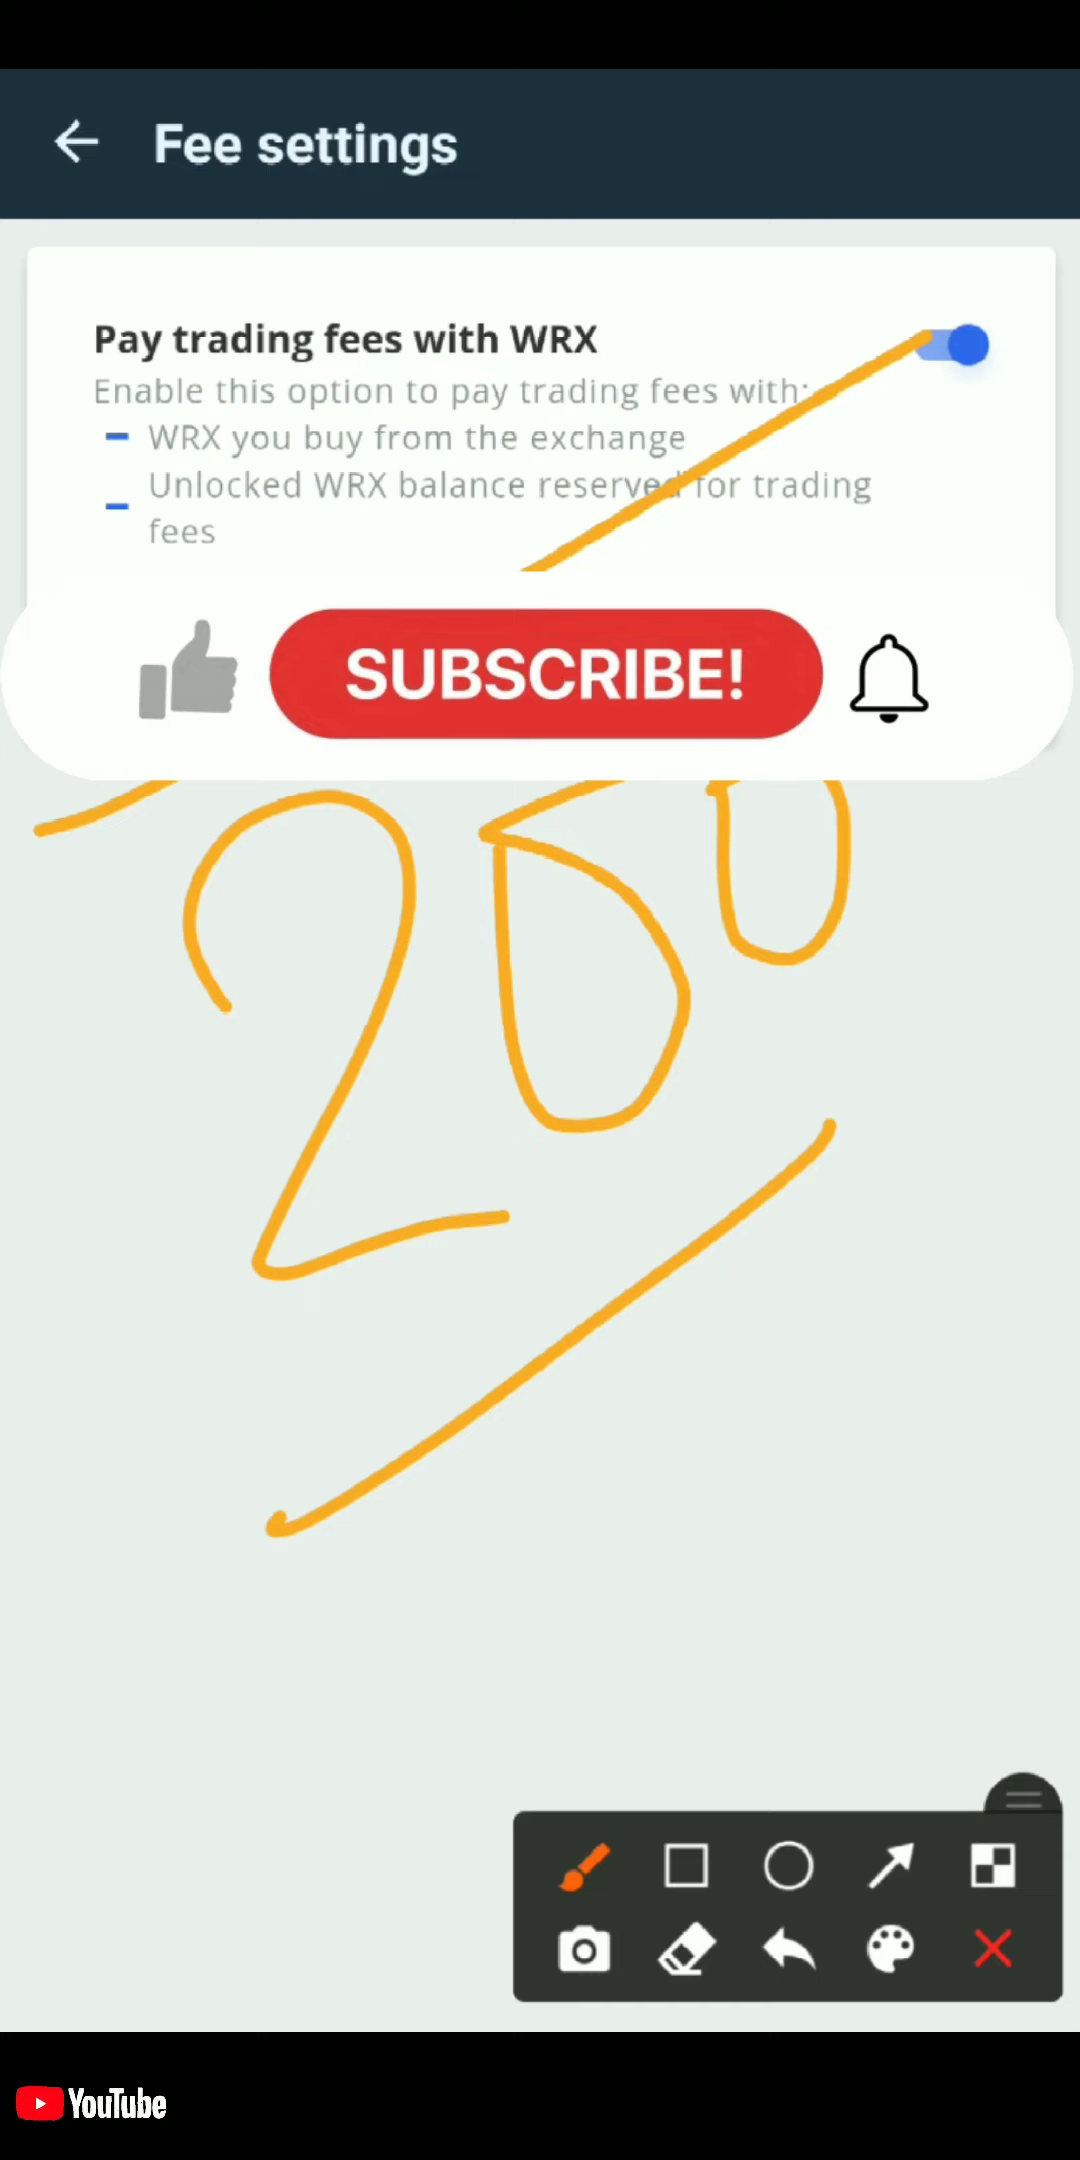 Fee settings
Pay trading fees with WRX
Enable this option to pay trading fees with:
WRX you buy from the exchange
Unlocked WRX balance reserved for trading
fees
SUBSCRIBE!
250
YouTube